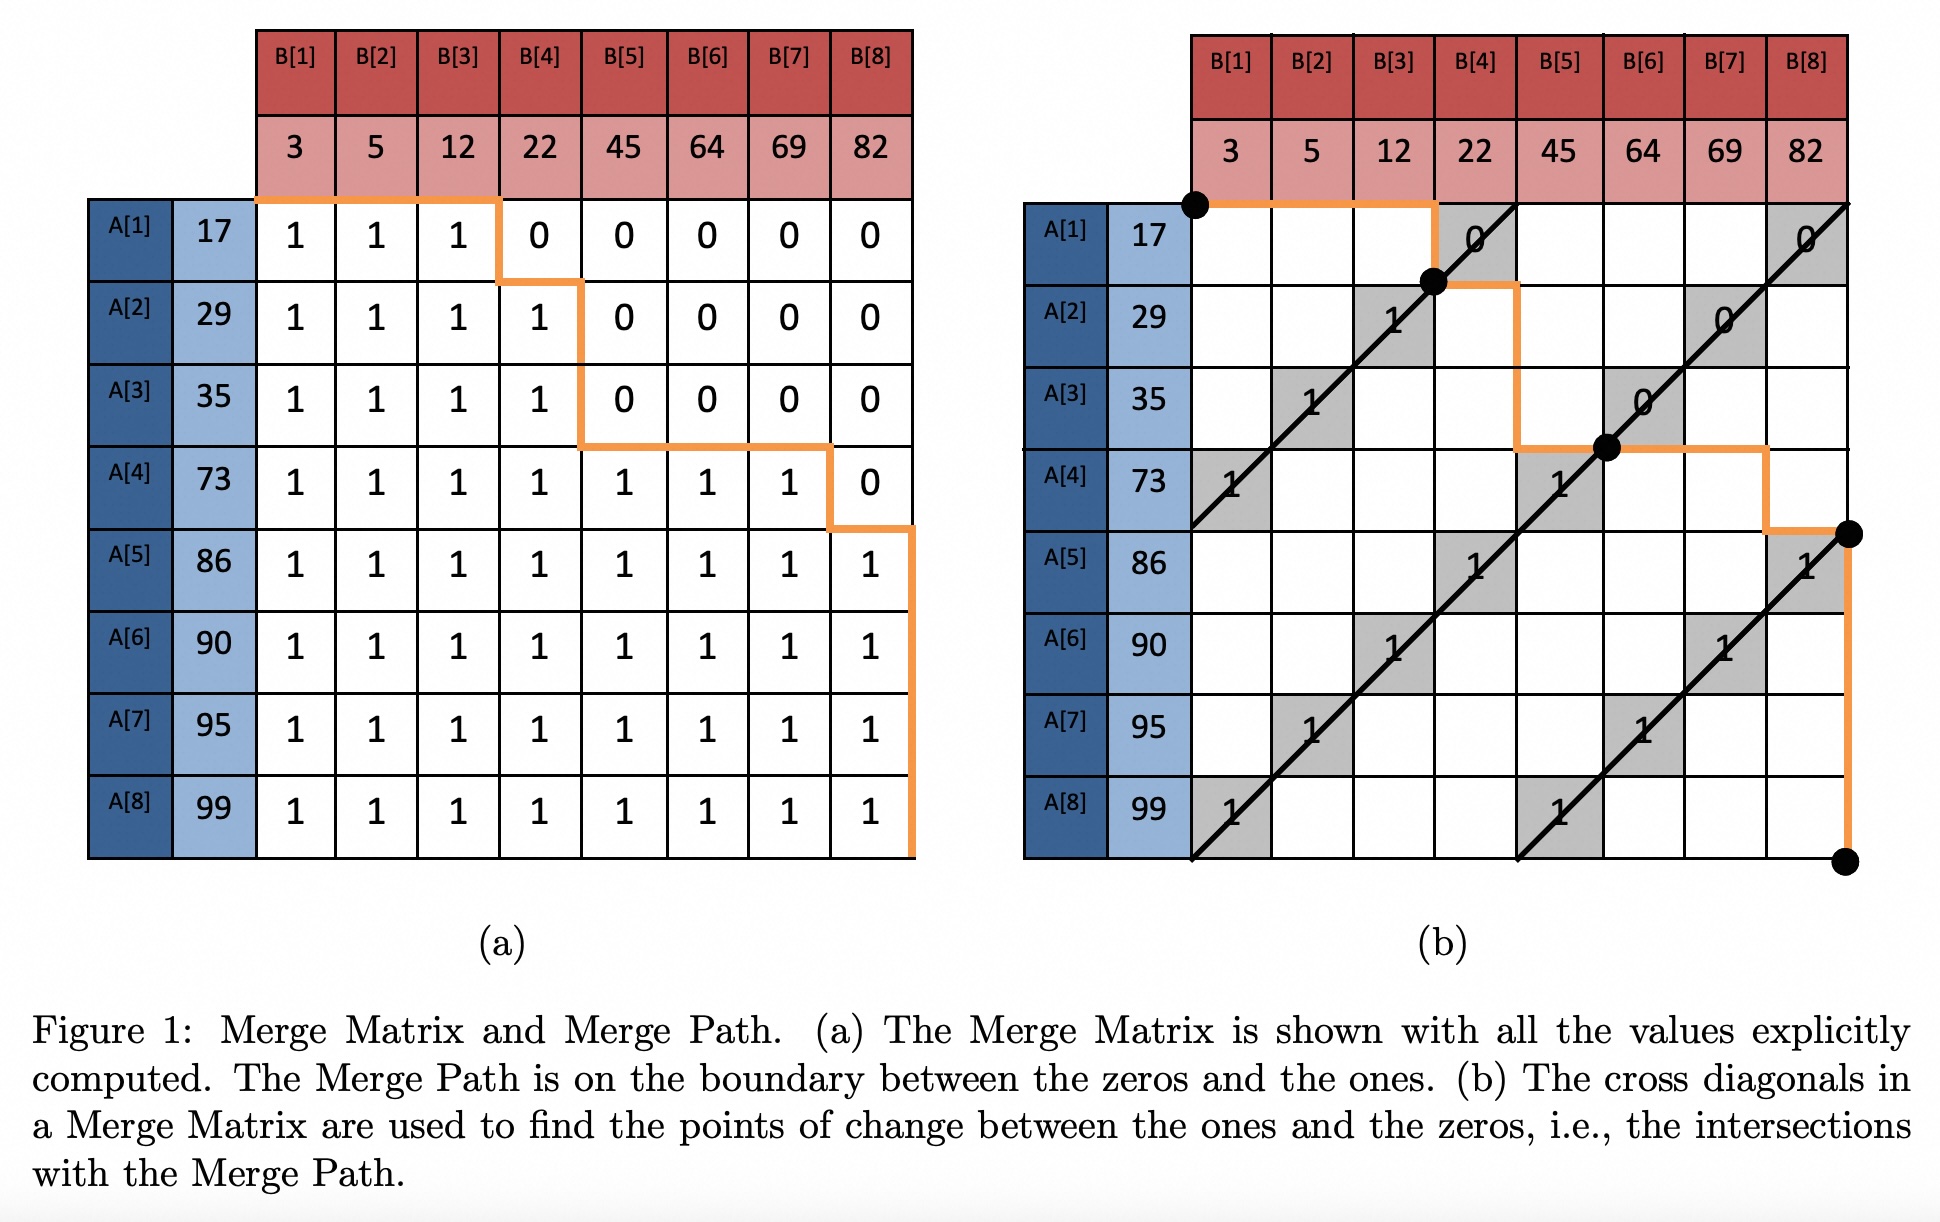 B[1] B[2] B[3] B[4] B[5] B[6] B[7] B[8]
3 5 12 22 45 64 69 82
A[1] 17 1 1 1 0 0 0 0 0
A[2] 29 1 1 1 1 0 0 0 0
A[3] 35 1 1 1 1 0 0 0 0
A[4] 73 1 1 1 1 1 1 1 0
A[5] 86 1 1 1 1 1 1 1 1
A[6] 90 1 1 1 1 1 1 1 1
A[7] 95 1 1 1 1 1 1 1 1
A[8] 99 1 1 1 1 1 1 1 1
(a)
B[1] B[2] B[3] B[4] B[5] B[6] B[7] B[8]
3 5 12 22 45 64 69 82
A[1] 17 0 0
A[2] 29 1 0
A[3] 35 1 0
A[4] 73 1 1
A[5] 86 1 1
A[6] 90 1 1
A[7] 95 1 1
A[8] 99 1 1
(b)
Figure 1: Merge Matrix and Merge Path. (a) The Merge Matrix is shown with all the values explicitly
computed. The Merge Path is on the boundary between the zeros and the ones. (b) The cross diagonals in
a Merge Matrix are used to find the points of change between the ones and the zeros, i.e., the intersections
with the Merge Path.